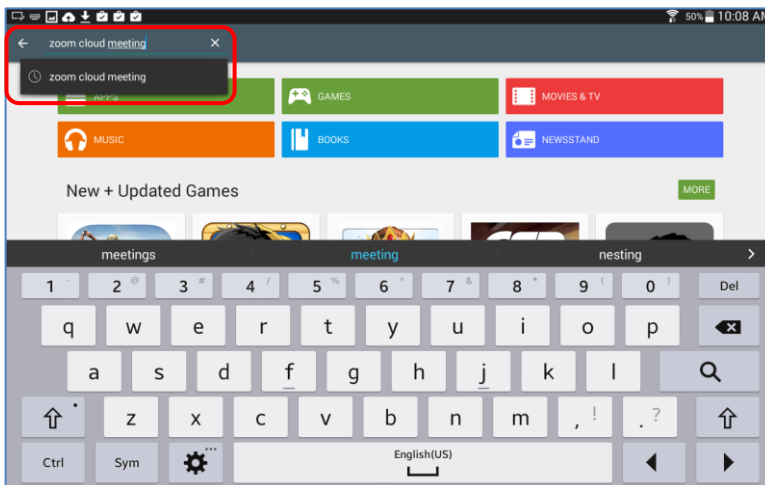 50% 10:08 AM
zoom cloud meeting
zoom cloud meeting
APPS GAMES MOVIES & TV
MUSIC BOOKS NEWSSTAND
New + Updated Games MORE
meetings meeting nesting
1 - 2 @ 3 # 4 / 5 % 6 ^ 7 & 8 * 9 ( 0 ) Del
q w e r t y u i o p
a s d f g h j k l
z x c v b n m , ! . ?
Ctrl Sym English(US)